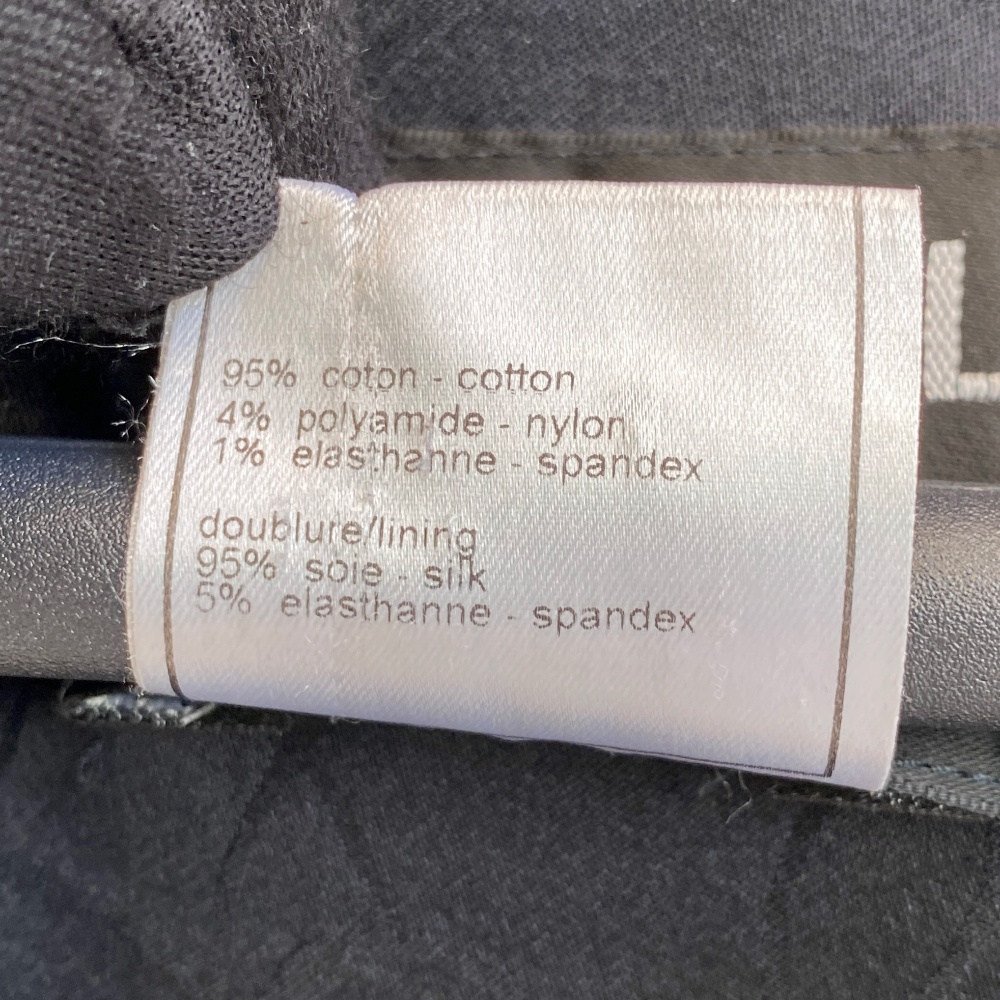 95% coton - cotton
4% polyamide - nylon
1% elasthanne - spandex
doublure/lining
95% soie - silk
5% elasthanne - spandex